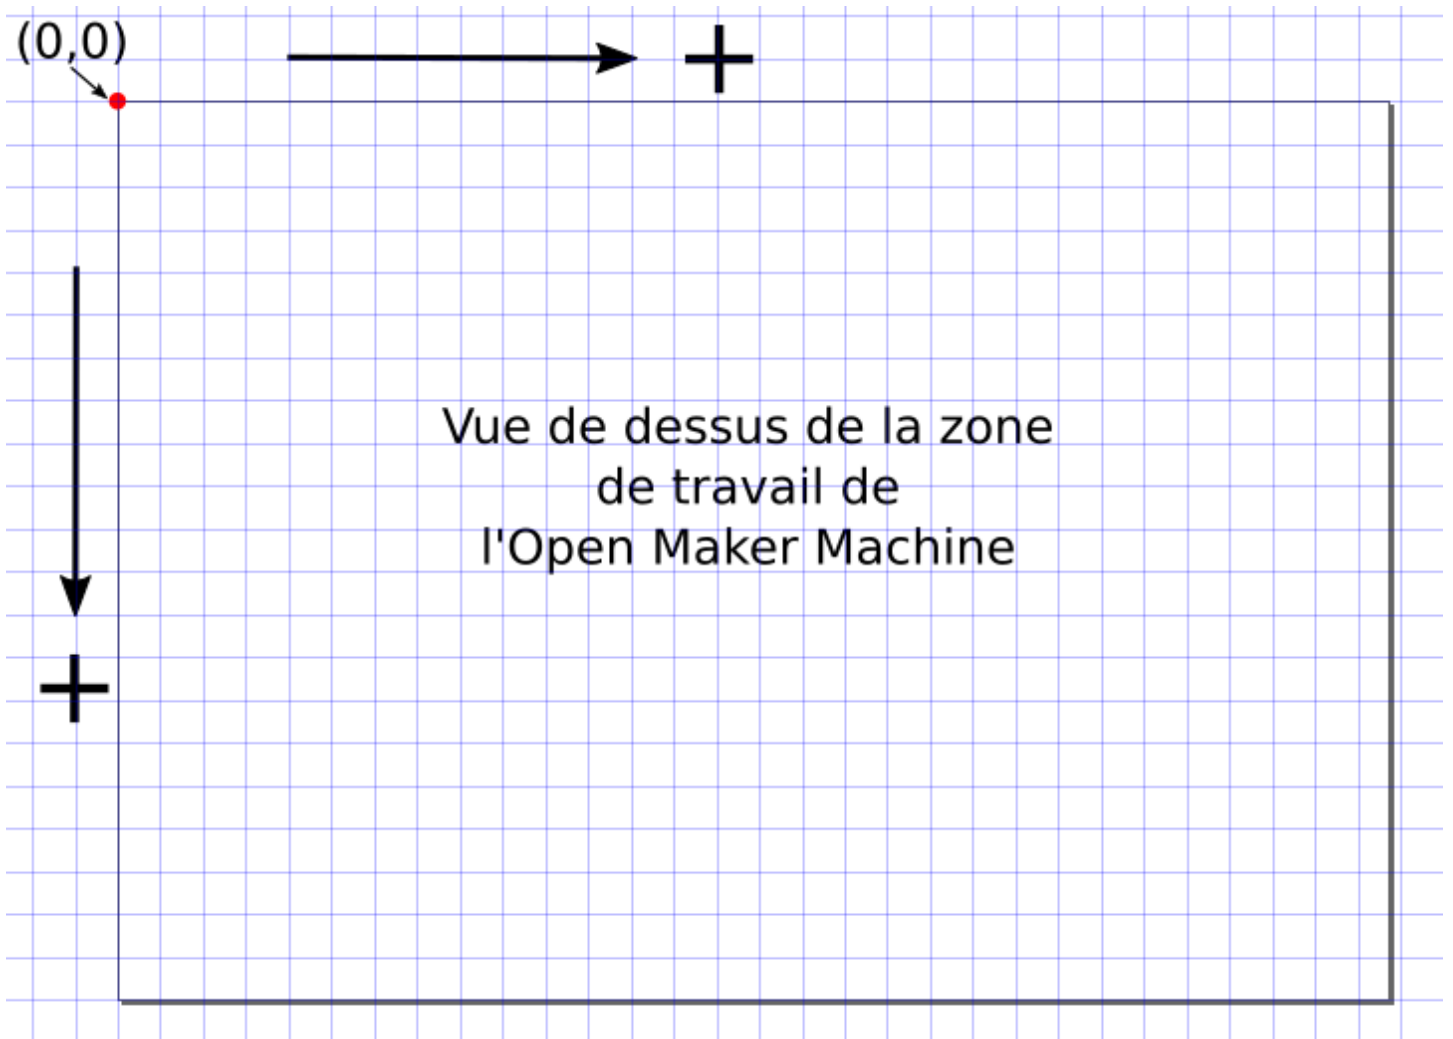 (0,0)
+
Vue de dessus de la zone
de travail de
l'Open Maker Machine
+